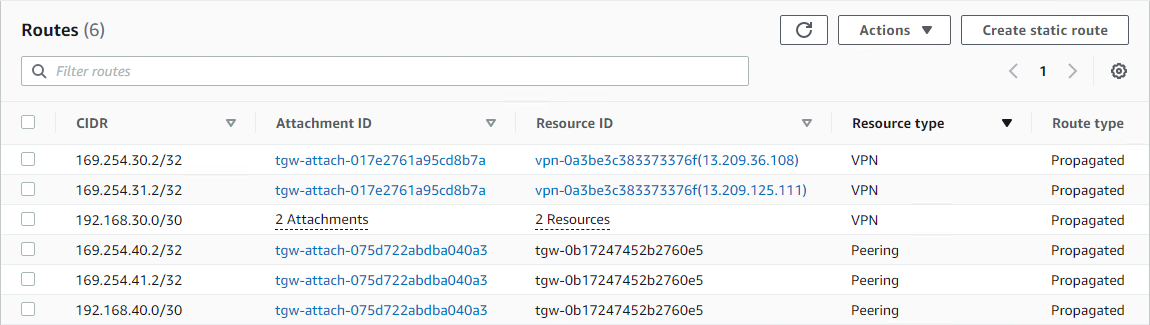 Routes (6)
Actions
Create static route
Filter routes
1
CIDR Attachment ID Resource ID Resource type Route type
169.254.30.2/32 tgw-attach-017e2761a95cd8b7a vpn-0a3be3c383373376f(13.209.36.108) VPN Propagated
169.254.31.2/32 tgw-attach-017e2761a95cd8b7a vpn-0a3be3c383373376f(13.209.125.111) VPN Propagated
192.168.30.0/30 2 Attachments 2 Resources VPN Propagated
169.254.40.2/32 tgw-attach-075d722abdba040a3 tgw-0b17247452b2760e5 Peering Propagated
169.254.41.2/32 tgw-attach-075d722abdba040a3 tgw-0b17247452b2760e5 Peering Propagated
192.168.40.0/30 tgw-attach-075d722abdba040a3 tgw-0b17247452b2760e5 Peering Propagated